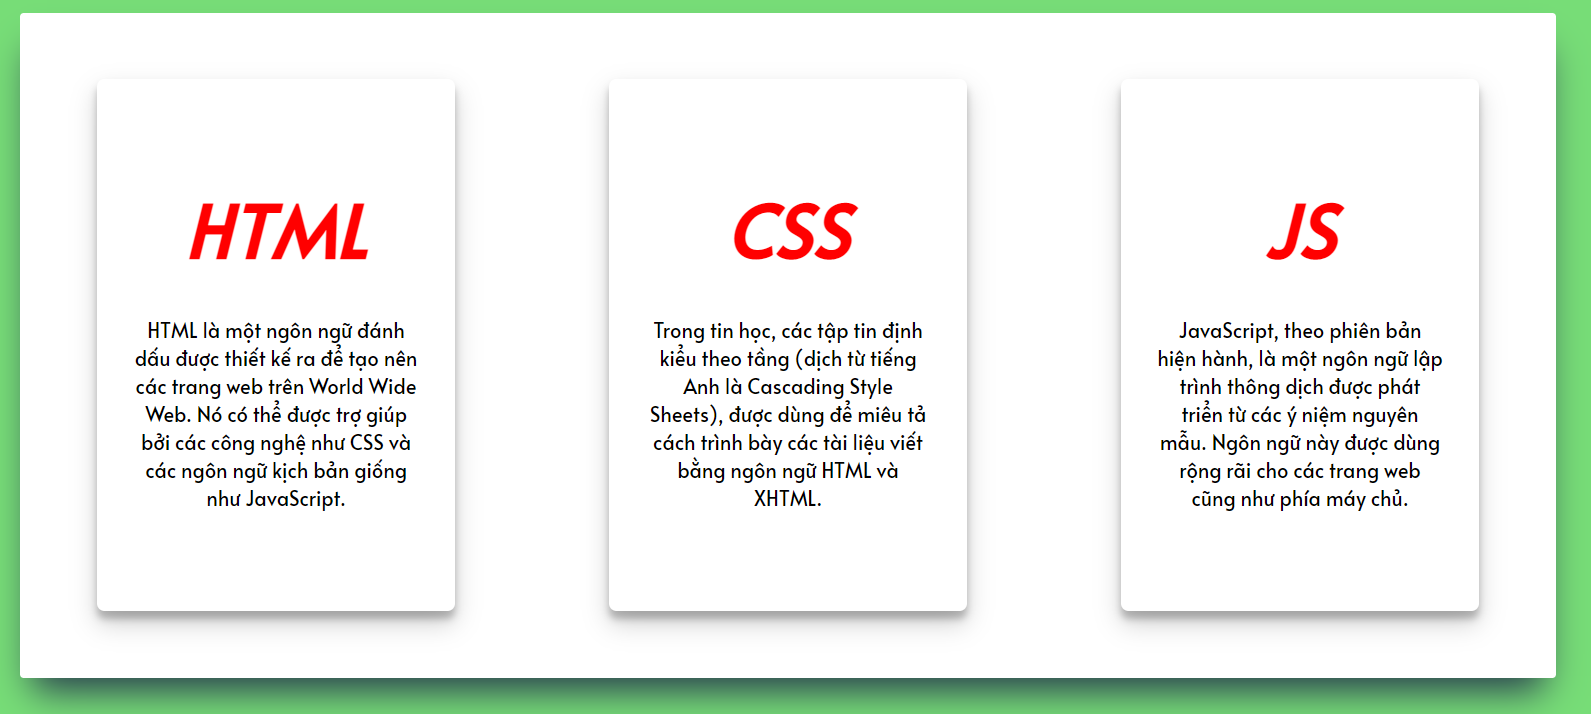 HTML
HTML là một ngôn ngữ đánh
dấu được thiết kế ra để tạo nên
các trang web trên World Wide
Web. Nó có thể được trợ giúp
bởi các công nghệ như CSS và
các ngôn ngữ kịch bản giống
như JavaScript.
CSS
Trong tin học, các tập tin định
kiểu theo tầng (dịch từ tiếng
Anh là Cascading Style
Sheets), được dùng để miêu tả
cách trình bày các tài liệu viết
bằng ngôn ngữ HTML và
XHTML.
JS
JavaScript, theo phiên bản
hiện hành, là một ngôn ngữ lập
trình thông dịch được phát
triển từ các ý niệm nguyên
mẫu. Ngôn ngữ này được dùng
rộng rãi cho các trang web
cũng như phía máy chủ.